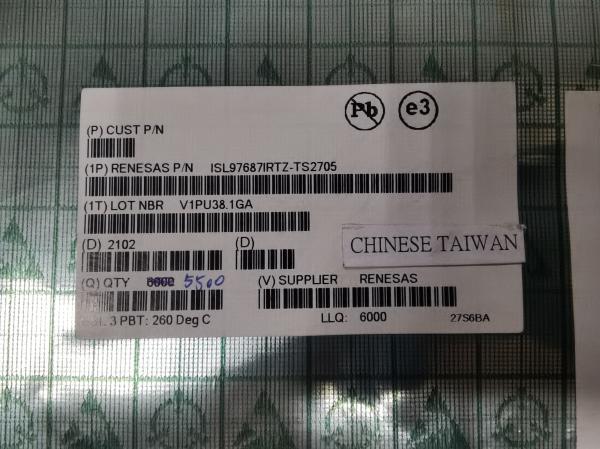 Pb e3
(P) CUST P/N
(1P) RENESAS P/N ISL97687IRTZ-TS2705
(1T) LOT NBR V1PU38.1GA
(D) 2102 (D)
CHINESE TAIWAN
(Q) QTY 6000 5500 (V) SUPPLIER RENESAS
3 PBT: 260 Deg C LLQ: 6000 27S6BA